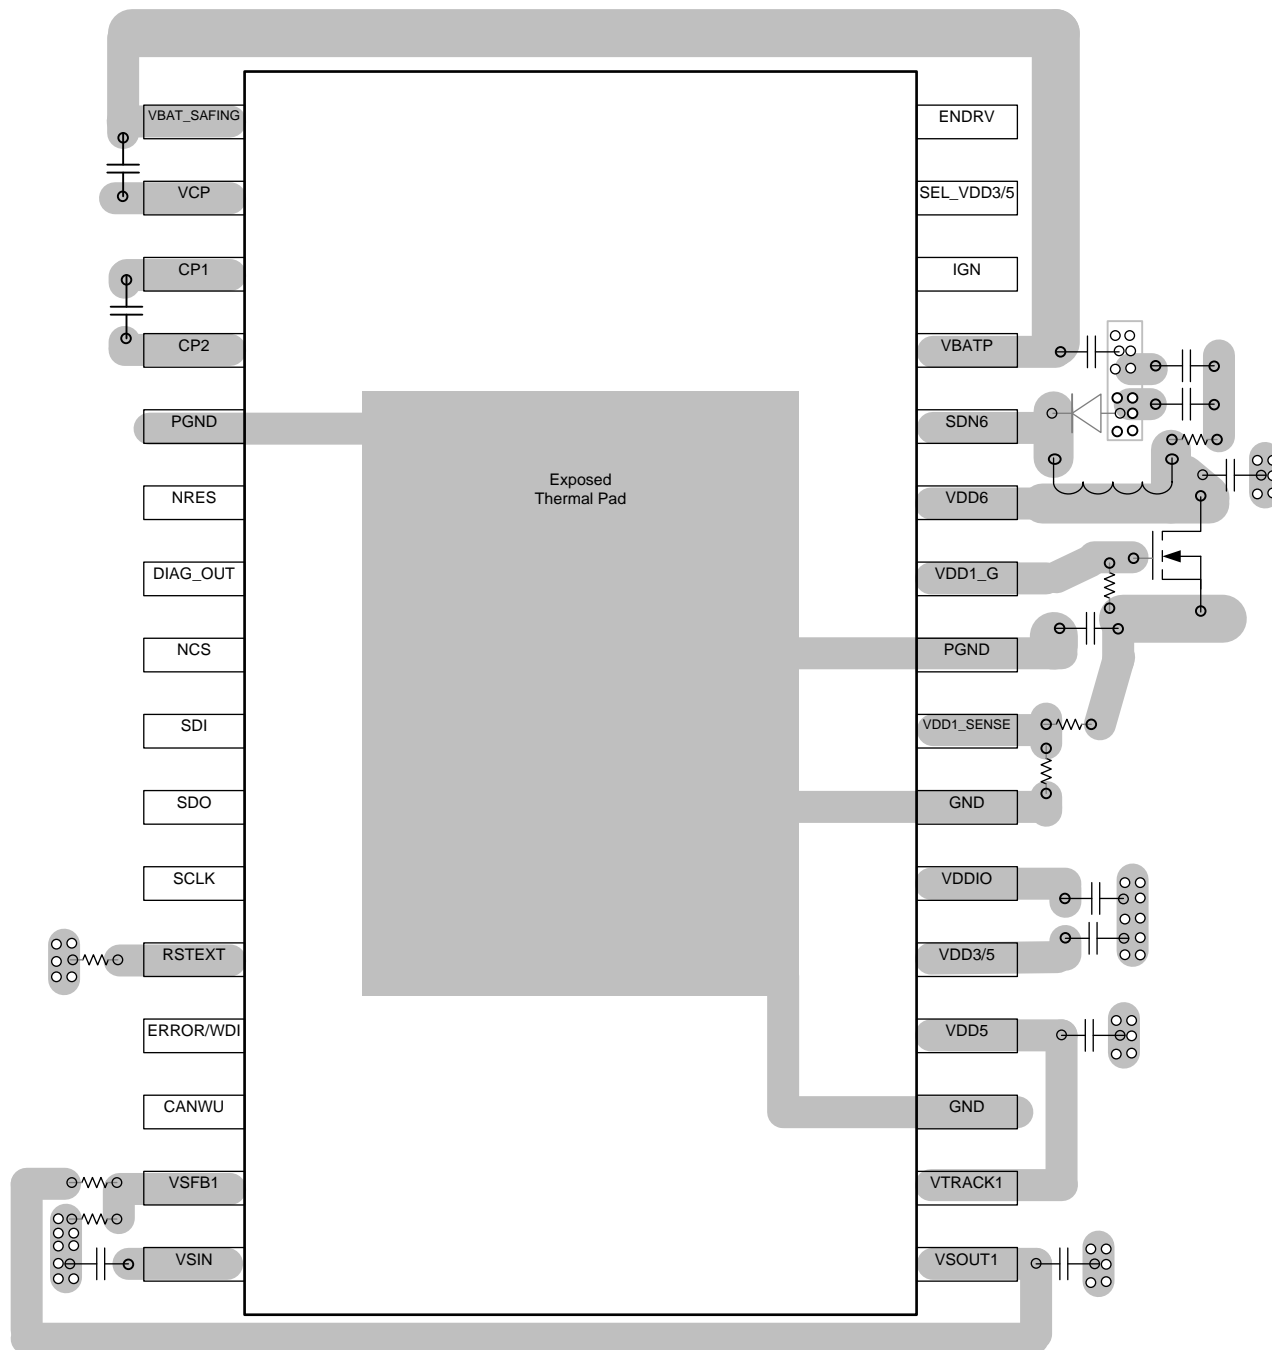 VBAT_SAFING
VCP
CP1
CP2
PGND
NRES
DIAG_OUT
NCS
SDI
SDO
SCLK
RSTEXT
ERROR/WDI
CANWU
VSFB1
VSIN
Exposed
Thermal Pad
ENDRV
SEL_VDD3/5
IGN
VBATP
SDN6
VDD6
VDD1_G
PGND
VDD1_SENSE
GND
VDDIO
VDD3/5
VDD5
GND
VTRACK1
VSOUT1